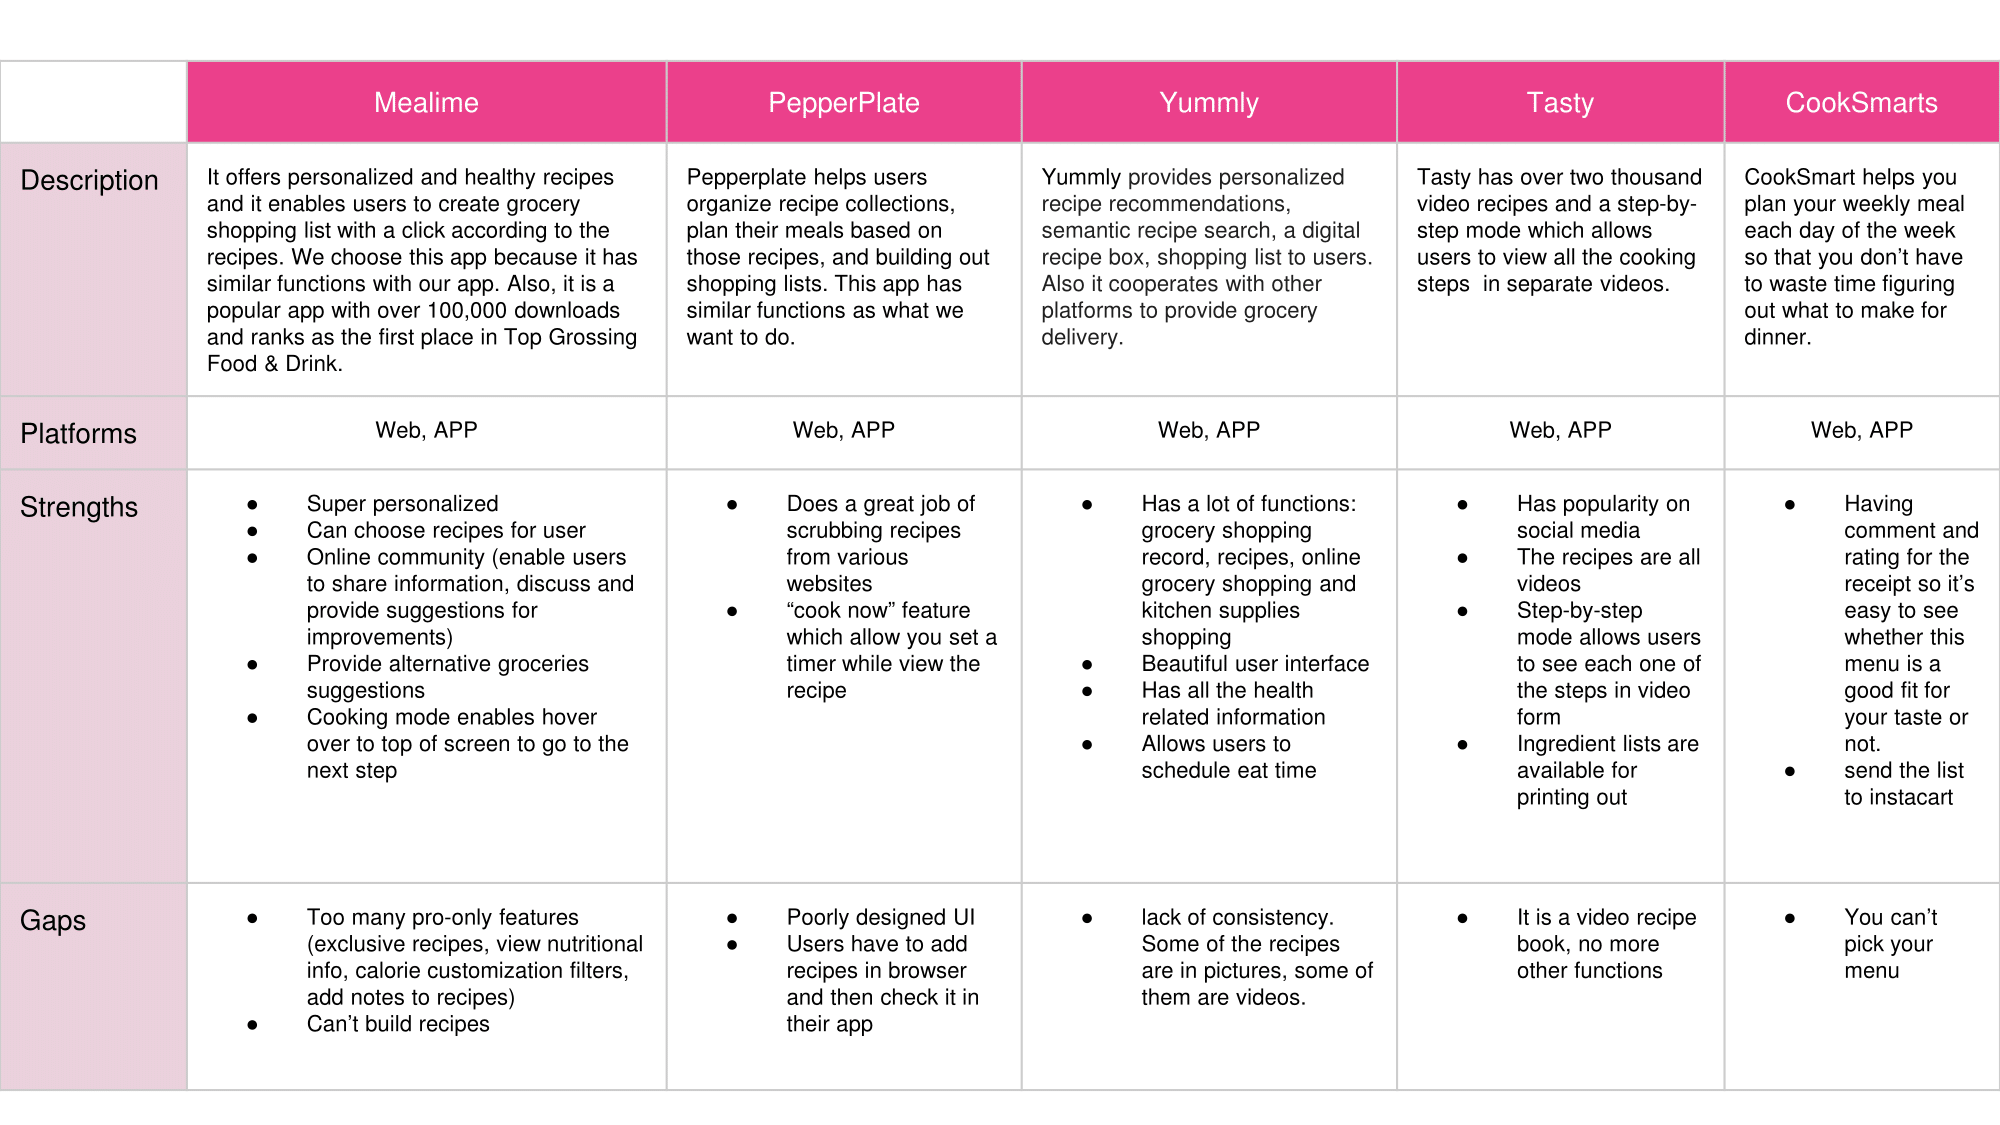 Mealime
PepperPlate
Yummly
Tasty
CookSmarts
Description
It offers personalized and healthy recipes
and it enables users to create grocery
shopping list with a click according to the
recipes. We choose this app because it has
similar functions with our app. Also, it is a
popular app with over 100,000 downloads
and ranks as the first place in Top Grossing
Food & Drink.
Pepperplate helps users
organize recipe collections,
plan their meals based on
those recipes, and building out
shopping lists. This app has
similar functions as what we
want to do.
Yummly provides personalized
recipe recommendations,
semantic recipe search, a digital
recipe box, shopping list to users.
Also it cooperates with other
platforms to provide grocery
delivery.
Tasty has over two thousand
video recipes and a step-by-
step mode which allows
users to view all the cooking
steps  in separate videos.
CookSmart helps you
plan your weekly meal
each day of the week
so that you don’t have
to waste time figuring
out what to make for
dinner.
Platforms
Web, APP
Web, APP
Web, APP
Web, APP
Web, APP
Strengths
● Super personalized
● Can choose recipes for user
● Online community (enable users
to share information, discuss and
provide suggestions for
improvements)
● Provide alternative groceries
suggestions
● Cooking mode enables hover
over to top of screen to go to the
next step
● Does a great job of
scrubbing recipes
from various
websites
● “cook now” feature
which allow you set a
timer while view the
recipe
● Has a lot of functions:
grocery shopping
record, recipes, online
grocery shopping and
kitchen supplies
shopping
● Beautiful user interface
● Has all the health
related information
● Allows users to
schedule eat time
● Has popularity on
social media
● The recipes are all
videos
● Step-by-step
mode allows users
to see each one of
the steps in video
form
● Ingredient lists are
available for
printing out
● Having
comment and
rating for the
receipt so it’s
easy to see
whether this
menu is a
good fit for
your taste or
not.
● send the list
to instacart
Gaps
● Too many pro-only features
(exclusive recipes, view nutritional
info, calorie customization filters,
add notes to recipes)
● Can’t build recipes
● Poorly designed UI
● Users have to add
recipes in browser
and then check it in
their app
● lack of consistency.
Some of the recipes
are in pictures, some of
them are videos.
● It is a video recipe
book, no more
other functions
● You can’t
pick your
menu